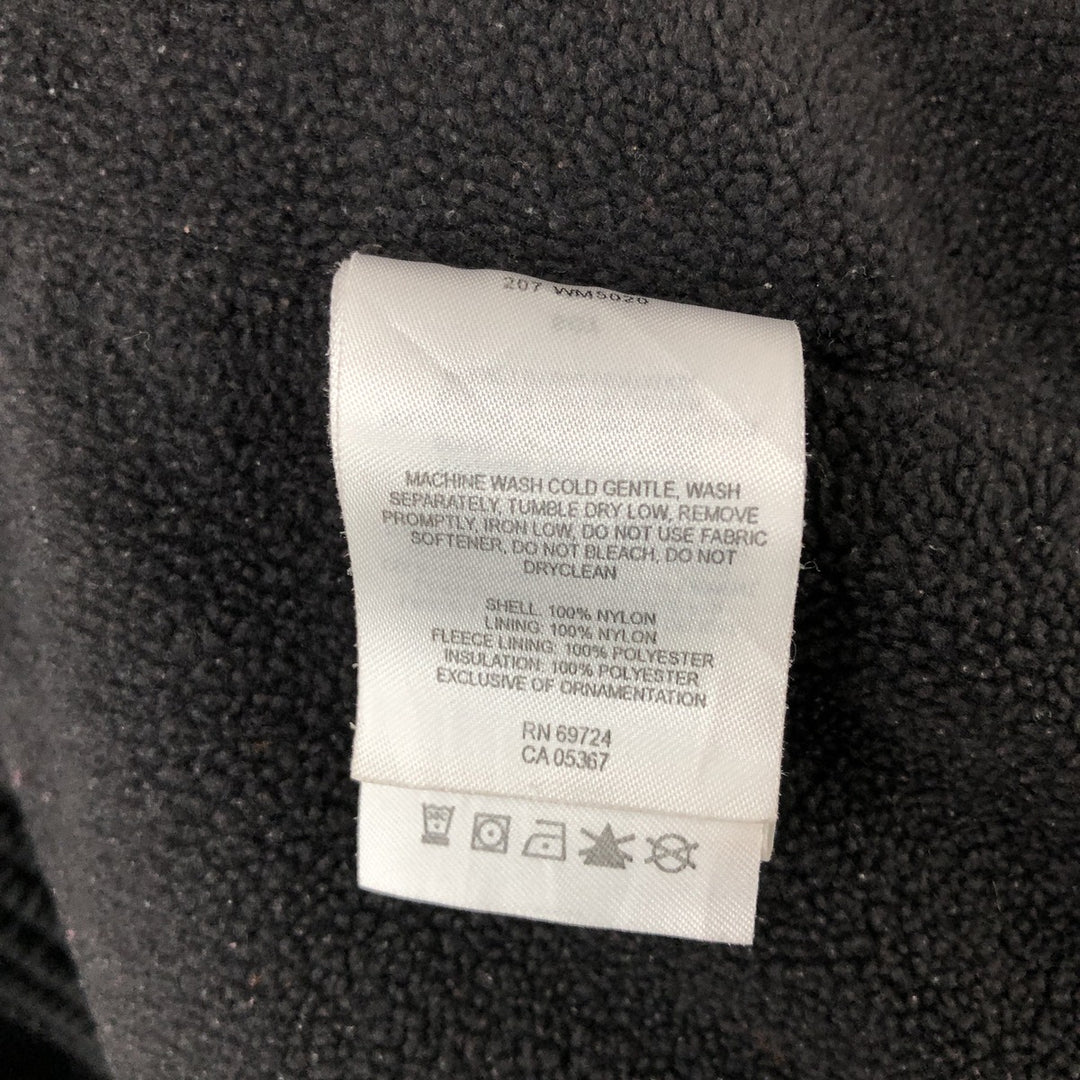 207 WM5020
MACHINE WASH COLD GENTLE, WASH
SEPARATELY, TUMBLE DRY LOW, REMOVE
PROMPTLY, IRON LOW, DO NOT USE FABRIC
SOFTENER, DO NOT BLEACH, DO NOT
DRYCLEAN
SHELL: 100% NYLON
LINING: 100% NYLON
FLEECE LINING: 100% POLYESTER
INSULATION: 100% POLYESTER
EXCLUSIVE OF ORNAMENTATION
RN 69724
CA 05367